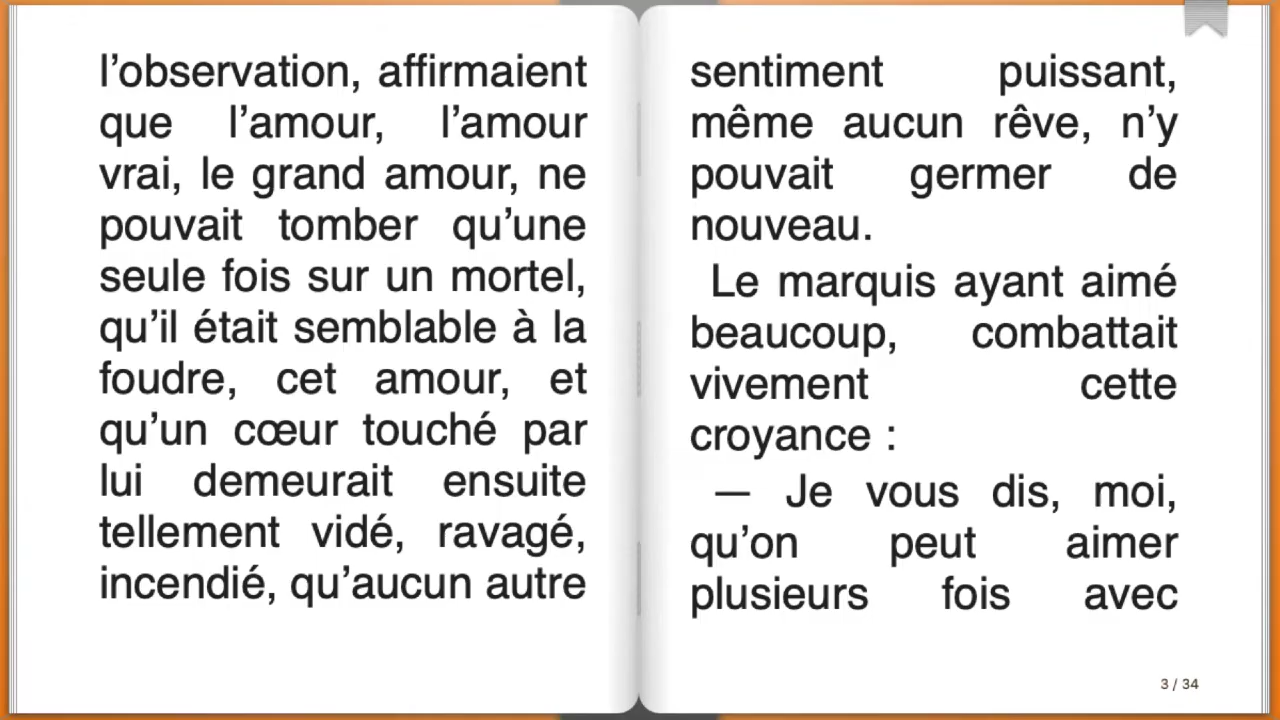 l’observation, affirmaient
que l’amour, l’amour
vrai, le grand amour, ne
pouvait tomber qu’une
seule fois sur un mortel,
qu’il était semblable à la
foudre, cet amour, et
qu’un cœur touché par
lui demeurait ensuite
tellement vidé, ravagé,
incendié, qu’aucun autre
sentiment puissant,
même aucun rêve, n’y
pouvait germer de
nouveau.
Le marquis ayant aimé
beaucoup, combattait
vivement cette
croyance :
— Je vous dis, moi,
qu’on peut aimer
plusieurs fois avec
3 / 34